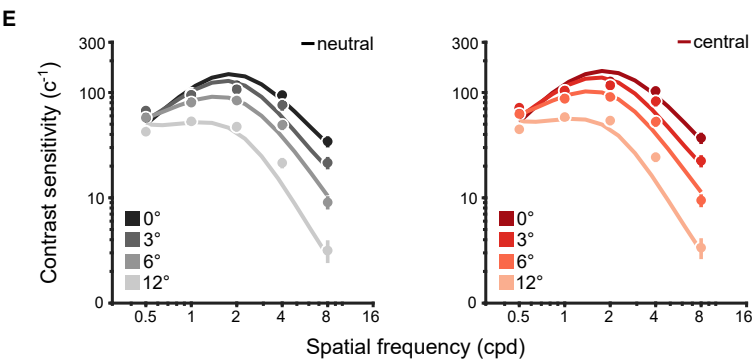 E
neutral
central
Contrast sensitivity (c-1)
300
100
10
0
0°
3°
6°
12°
0.5 1 2 4 8 16
300
100
10
0
0°
3°
6°
12°
0.5 1 2 4 8 16
Spatial frequency (cpd)